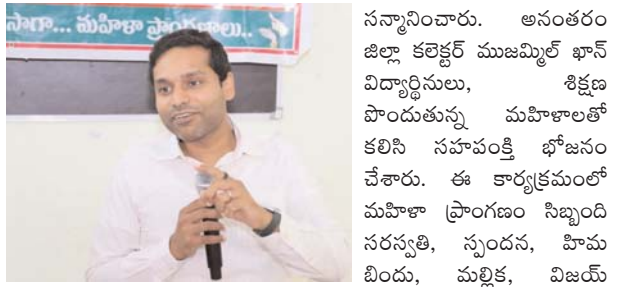 సాగా... మహిళా ప్రాంగణాలు..
సన్మానించారు. అనంతరం
జిల్లా కలెక్టర్ ముజమ్మిల్ ఖాన్
విద్యార్థినులు, శిక్షణ
పొందుతున్న మహిళాలతో
కలిసి సహపంక్తి భోజనం
చేశారు. ఈ కార్యక్రమంలో
మహిళా ప్రాంగణం సిబ్బంది
సరస్వతి, స్పందన, హిమ
బిందు, మల్లిక, విజయ్